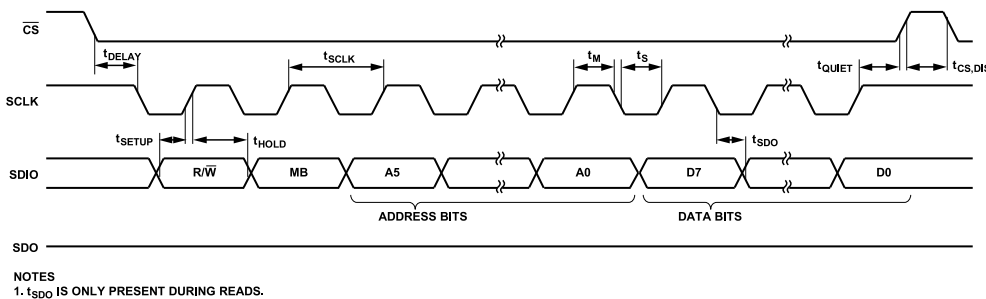 CS
tDELAY
tSCLK
tM
tS
tQUIET
tCS,DIS
SCLK
tSETUP
tHOLD
tSDO
SDIO
R/W
MB
A5
A0
D7
D0
ADDRESS BITS
DATA BITS
SDO
NOTES
1. tSDO IS ONLY PRESENT DURING READS.